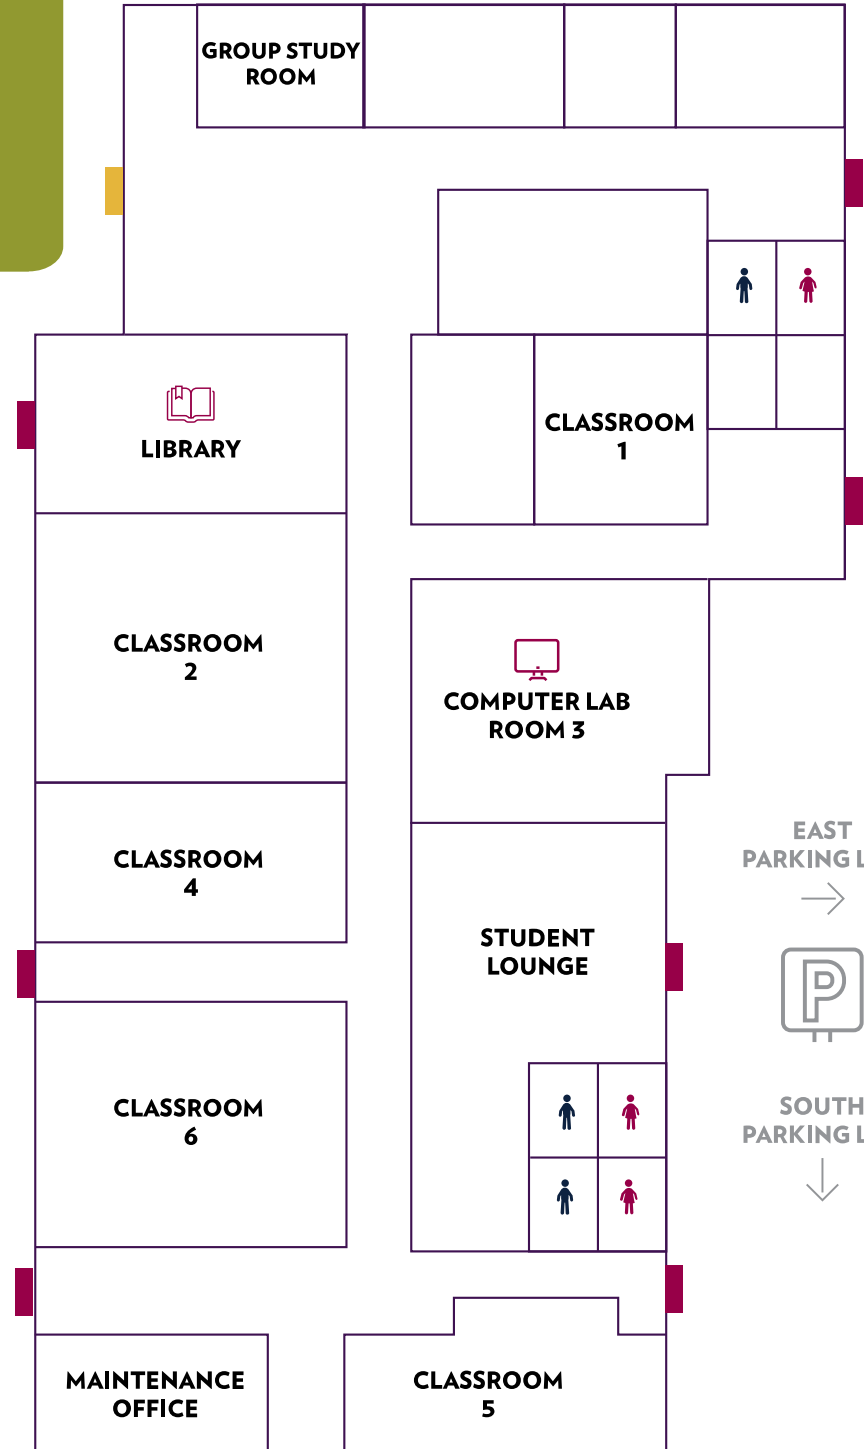 GROUP STUDY
ROOM
CLASSROOM
1
LIBRARY
CLASSROOM
2
COMPUTER LAB
ROOM 3
CLASSROOM
4
EAST
PARKING L
STUDENT
LOUNGE
P
CLASSROOM
6
SOUTH
PARKING L
MAINTENANCE
OFFICE
CLASSROOM
5